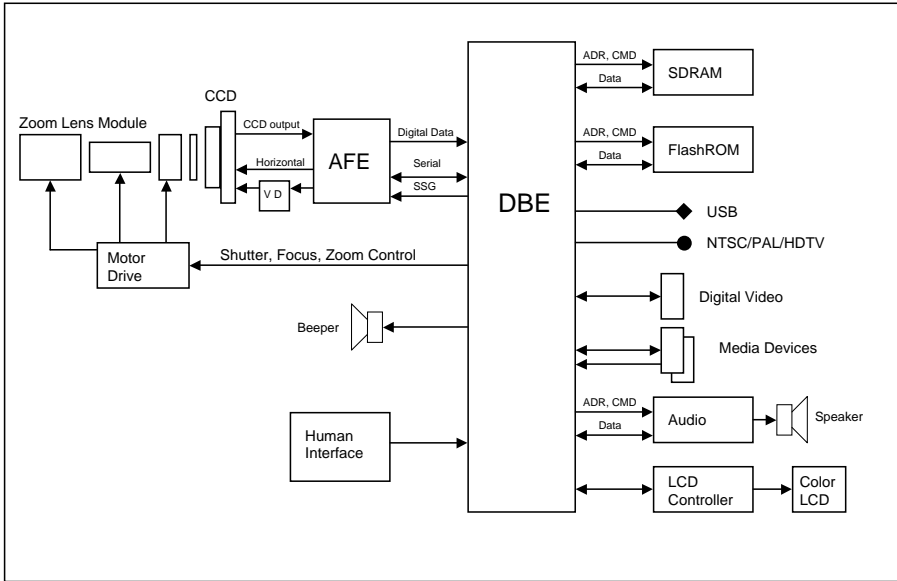 CCD
Zoom Lens Module
CCD output
Horizontal
V D
AFE
Digital Data
Serial
SSG
Motor
Drive
Shutter, Focus, Zoom Control
Beeper
Human
Interface
DBE
ADR, CMD
Data
SDRAM
ADR, CMD
Data
FlashROM
USB
NTSC/PAL/HDTV
Digital Video
Media Devices
ADR, CMD
Data
Audio
Speaker
LCD
Controller
Color
LCD